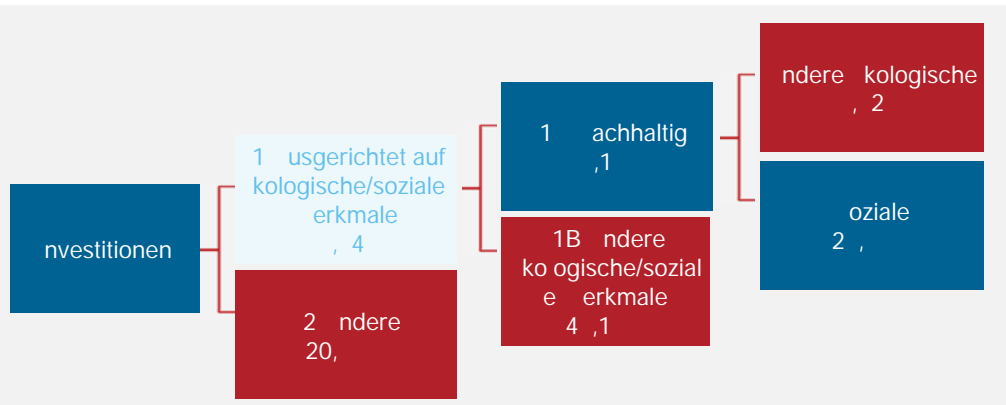 nvestitionen
1 usgerichtet auf
kologische/soziale
erkmale
, 4
2 ndere
20,
1 achhaltig
,1
1B ndere
ko ogische/sozial
e erkmale
4 ,1
ndere kologische
, 2
oziale
2 ,